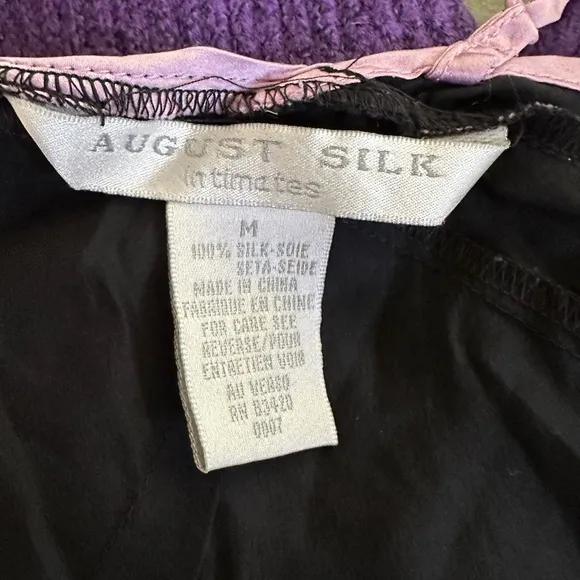 AUGUST SILK
intimates
M
100% SILK-SOIE
SETA-SEIDE
MADE IN CHINA
FABRIQUE EN CHINE
FOR CARE SEE
REVERSE/POUR
ENTRETIEN VOIR
AU VERSO
RN 83420
0007